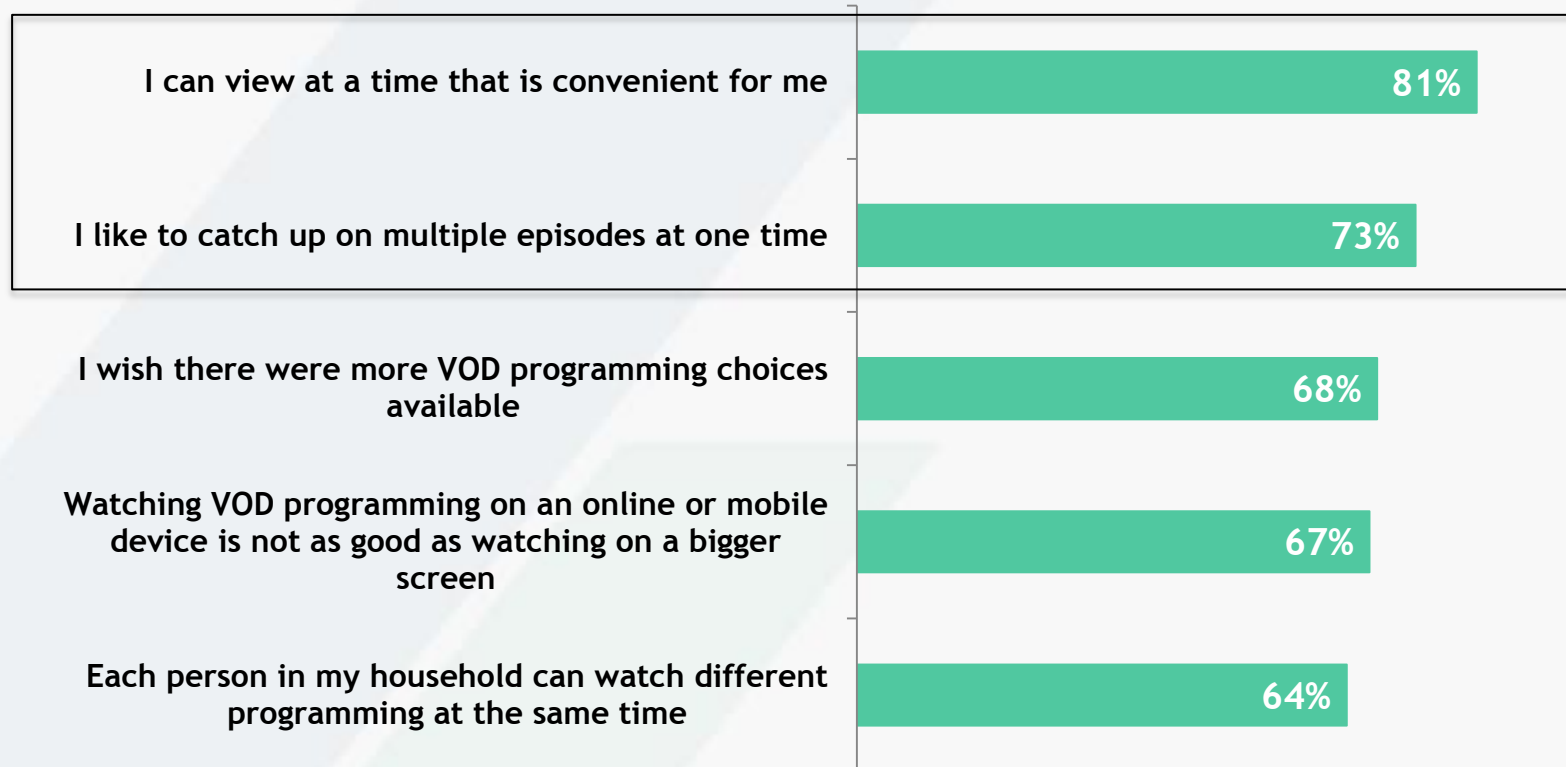 I can view at a time that is convenient for me
81%
I like to catch up on multiple episodes at one time
73%
I wish there were more VOD programming choices
available
68%
Watching VOD programming on an online or mobile
device is not as good as watching on a bigger
screen
67%
Each person in my household can watch different
programming at the same time
64%